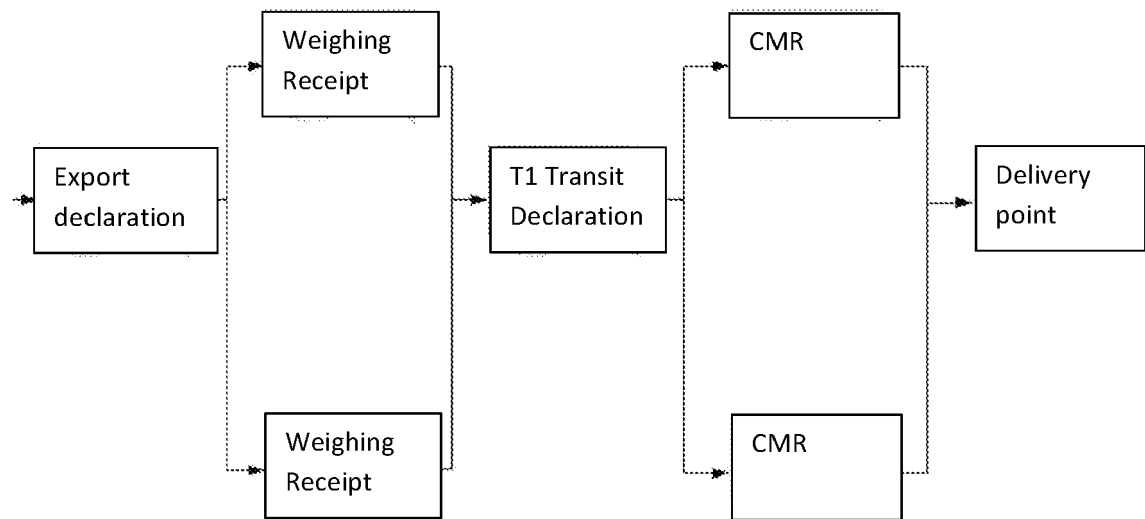 Weighing
Receipt
CMR
Export
declaration
T1 Transit
Declaration
Delivery
point
Weighing
Receipt
CMR